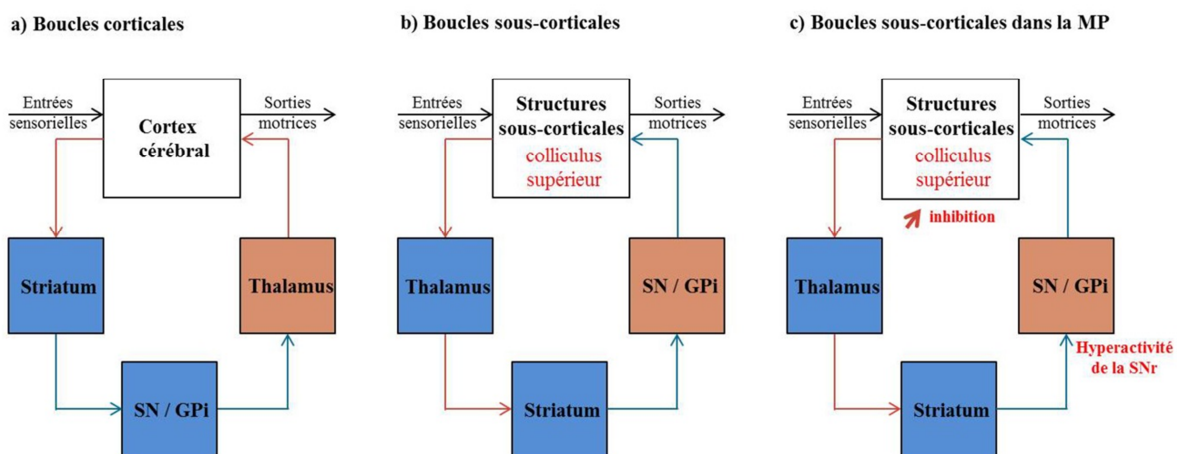 a) Boucles corticales
Entrées
sensorielles
Cortex
cérébral
Sorties
motrices
Striatum
Thalamus
SN / GPi
b) Boucles sous-corticales
Entrées
sensorielles
Structures
sous-corticales
colliculus
supérieur
Sorties
motrices
Thalamus
SN / GPi
Striatum
c) Boucles sous-corticales dans la MP
Entrées
sensorielles
Structures
sous-corticales
colliculus
supérieur
Sorties
motrices
inhibition
Thalamus
SN / GPi
Hyperactivité
de la SNr
Striatum